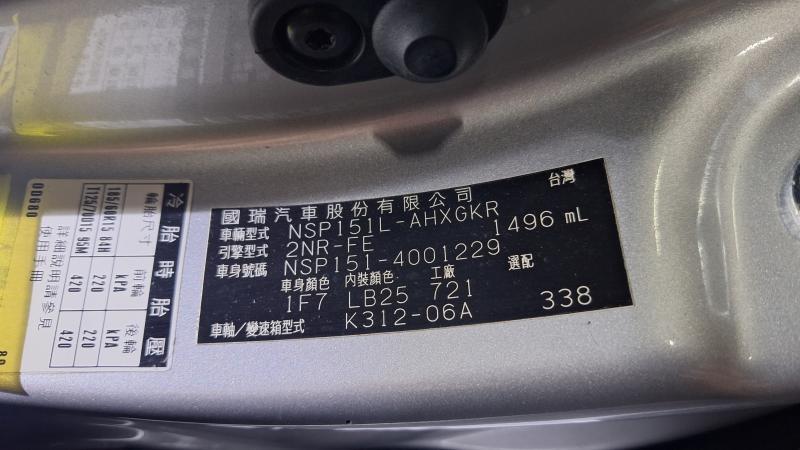 國瑞汽車股份有限公司 台灣
車輛型式 NSP151L-AHXGKR
引擎型式 2NR-FE 1496 mL
車身號碼 NSP151-4001229
車身顏色 內裝顏色 工廠 選配
1F7 LB25 721
車軸/變速箱型式 K312-06A 338
冷胎時胎壓
輪胎尺寸 前輪 後輪
kPa kPa
185/60R15 84H 220 220
T125/70D15 95M 420 420
詳細說明請參見
使用手冊
0D680